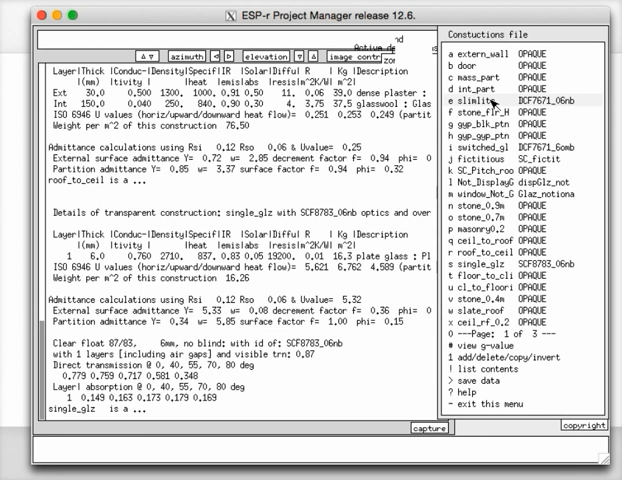 ESP-r Project Manager release 12.6.
nd
Active de
zor
azimuth elevation image contr
Layer|Thick |Conduc-|Density|Specif|IR |Solar|Diffu| R | Kg |Description
|(mm) |tivity | |heat |emis|abs |resis|m^2K/W| m^2|
Ext 30.0 0.500 1300. 1000. 0.91 0.50 11. 0.06 39.0 dense plaster :
Int 150.0 0.040 250. 840. 0.90 0.30 4. 3.75 37.5 glasswool : Glas
ISO 6946 U values (horiz/upward/downward heat flow)= 0.251 0.253 0.249 (partit
Weight per m^2 of this construction 76.50
Admittance calculations using Rsi 0.12 Rso 0.06 & Uvalue= 0.25
External surface admittance Y= 0.72 w= 2.85 decrement factor f= 0.94 phi= 0
Partition admittance Y= 0.85 w= 3.37 surface factor f= 0.94 phi= 0.32
roof_to_ceil is a ...
Details of transparent construction: single_glz with SCF8783_06nb optics and over
Layer|Thick |Conduc-|Density|Specif|IR |Solar|Diffu| R | Kg |Description
|(mm) |tivity | |heat |emis|abs |resis|m^2K/W| m^2|
1 6.0 0.760 2710. 837. 0.83 0.05 19200. 0.01 16.3 plate glass : Pl
ISO 6946 U values (horiz/upward/downward heat flow)= 5.621 6.762 4.589 (partit
Weight per m^2 of this construction 16.26
Admittance calculations using Rsi 0.12 Rso 0.06 & Uvalue= 5.32
External surface admittance Y= 5.33 w= 0.08 decrement factor f= 0.36 phi= 0
Partition admittance Y= 0.34 w= 5.85 surface factor f= 1.00 phi= 0.15
Clear float 87/83, 6mm, no blind: with id of: SCF8783_06nb
with 1 layers [including air gaps] and visible trn: 0.87
Direct transmission @ 0, 40, 55, 70, 80 deg
0.779 0.759 0.717 0.581 0.348
Layer| absorption @ 0, 40, 55, 70, 80 deg
1 0.149 0.163 0.173 0.179 0.169
single_glz is a ...
capture
Constuctions file
a extern_wall OPAQUE
b door OPAQUE
c mass_part OPAQUE
d int_part OPAQUE
e slimlite DCF7671_06nb
f stone_flr_H OPAQUE
g gyp_blk_ptn OPAQUE
h gyp_gyp_ptn OPAQUE
i switched_gl DCF7671_6omb
j fictitious SC_fictit
k SC_Pitch_roo OPAQUE
l Not_DisplayG dispGlz_not
m window_Not_G Glaz_notiona
n stone_0.9m OPAQUE
o stone_0.7m OPAQUE
p masonry0.2 OPAQUE
q ceil_to_roof OPAQUE
r roof_to_ceil OPAQUE
s single_glz SCF8783_06nb
t floor_to_cli OPAQUE
u cl_to_floori OPAQUE
v stone_0.4m OPAQUE
w slate_roof OPAQUE
x ceil_rf_0.2 OPAQUE
0 ---Page: 1 of 3 ---
# view g-value
1 add/delete/copy/invert
! list contents
> save data
? help
- exit this menu
copyright